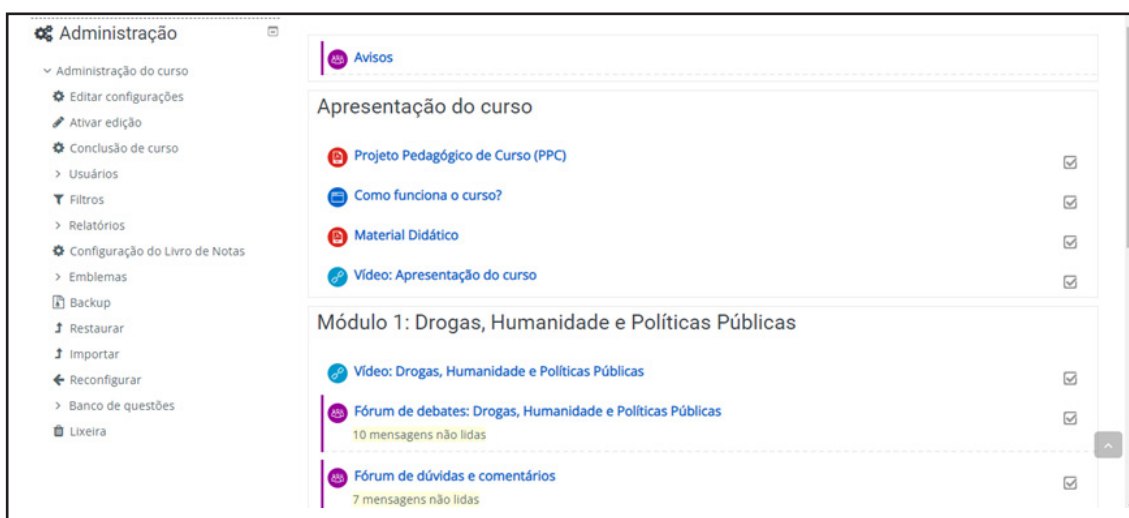 Administração
Administração do curso
Editar configurações
Ativar edição
Conclusão de curso
Usuários
Filtros
Relatórios
Configuração do Livro de Notas
Emblemas
Backup
Restaurar
Importar
Reconfigurar
Banco de questões
Lixeira
Avisos
Apresentação do curso
Projeto Pedagógico de Curso (PPC)
Como funciona o curso?
Material Didático
Vídeo: Apresentação do curso
Módulo 1: Drogas, Humanidade e Políticas Públicas
Vídeo: Drogas, Humanidade e Políticas Públicas
Fórum de debates: Drogas, Humanidade e Políticas Públicas
10 mensagens não lidas
Fórum de dúvidas e comentários
7 mensagens não lidas